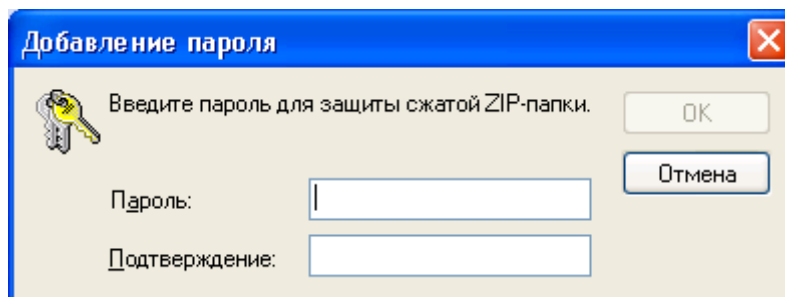 Добавление пароля
Введите пароль для защиты сжатой ZIP-папки.
OK
Отмена
Пароль:
Подтверждение: